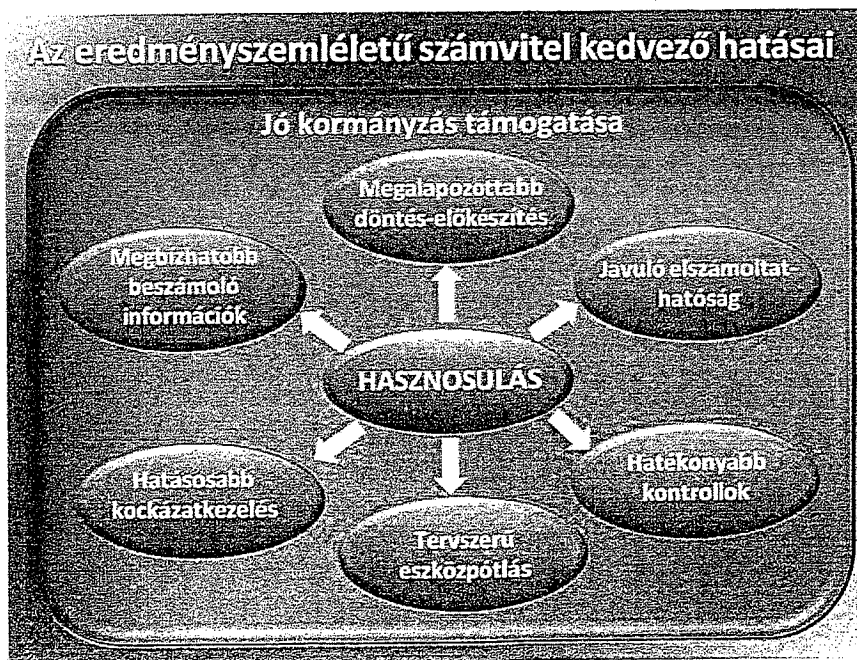 Az eredményszemléletű számvitel kedvező hatásai
Jó kormányzás támogatása
Megalapozottabb
döntés-előkészítés
Megbízhatóbb
beszámoló
információk
Javuló elszámoltat-
hatóság
HASZNOSULÁS
Hatásosabb
kockázatkezelés
Hatékonyabb
kontrollok
Tervszerű
eszközpótlás